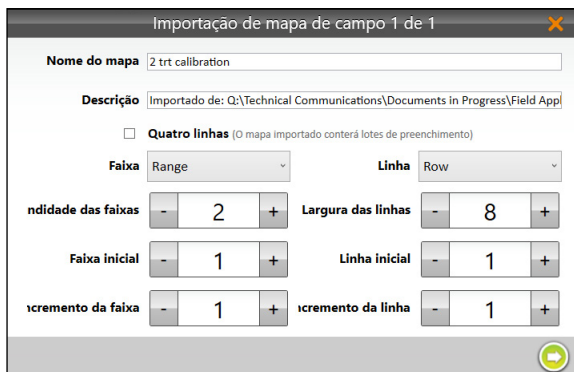 Importação de mapa de campo 1 de 1
Nome do mapa 2 trt calibration
Descrição Importado de: Q:\Technical Communications\Documents in Progress\Field Appl
Quatro linhas (O mapa importado conterá lotes de preenchimento)
Faixa Range Linha Row
ndidade das faixas - 2 + Largura das linhas - 8 +
Faixa inicial - 1 + Linha inicial - 1 +
ncremento da faixa - 1 + ncremento da linha - 1 +